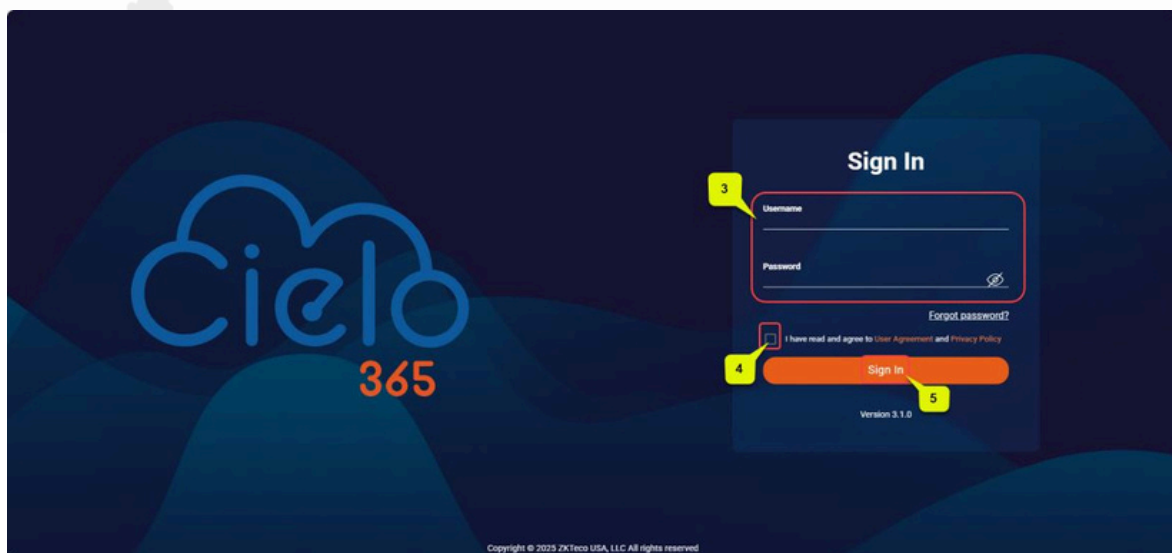 Cielo
365
Sign In
3
Username
Password
Forgot password?
I have read and agree to User Agreement and Privacy Policy
4
Sign In
5
Version 3.1.0
Copyright © 2025 ZKTeco USA, LLC All rights reserved